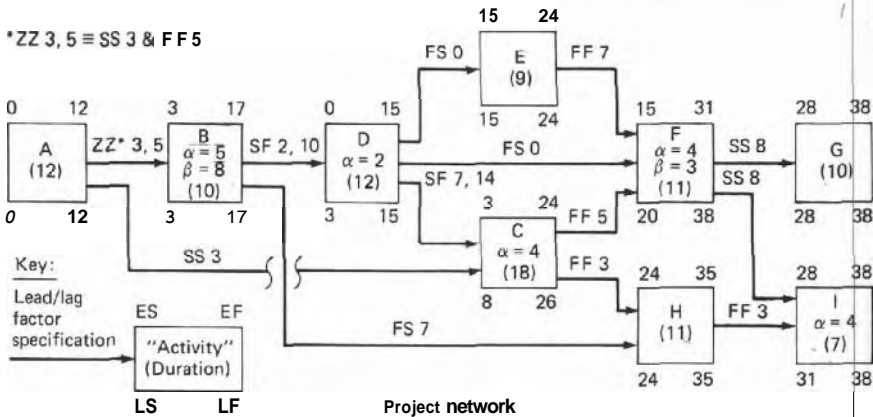 *ZZ 3, 5 ≡ SS 3 & FF 5
0 12
A
(12)
0 12
ZZ* 3, 5
SS 3
3 17
B
α = 5
β = 8
(10)
3 17
SF 2, 10
FS 7
0 15
D
α = 2
(12)
3 15
FS 0
FS 0
SF 7, 14
15 24
E
(9)
15 24
FF 7
3 24
C
α = 4
(18)
8 26
FF 5
FF 3
15 31
F
α = 4
β = 3
(11)
20 38
SS 8
SS 8
28 38
G
(10)
28 38
24 35
H
(11)
24 35
FF 3
28 38
I
α = 4
(7)
31 38
Key:
Lead/lag
factor
specification
ES EF
"Activity"
(Duration)
LS LF
Project network